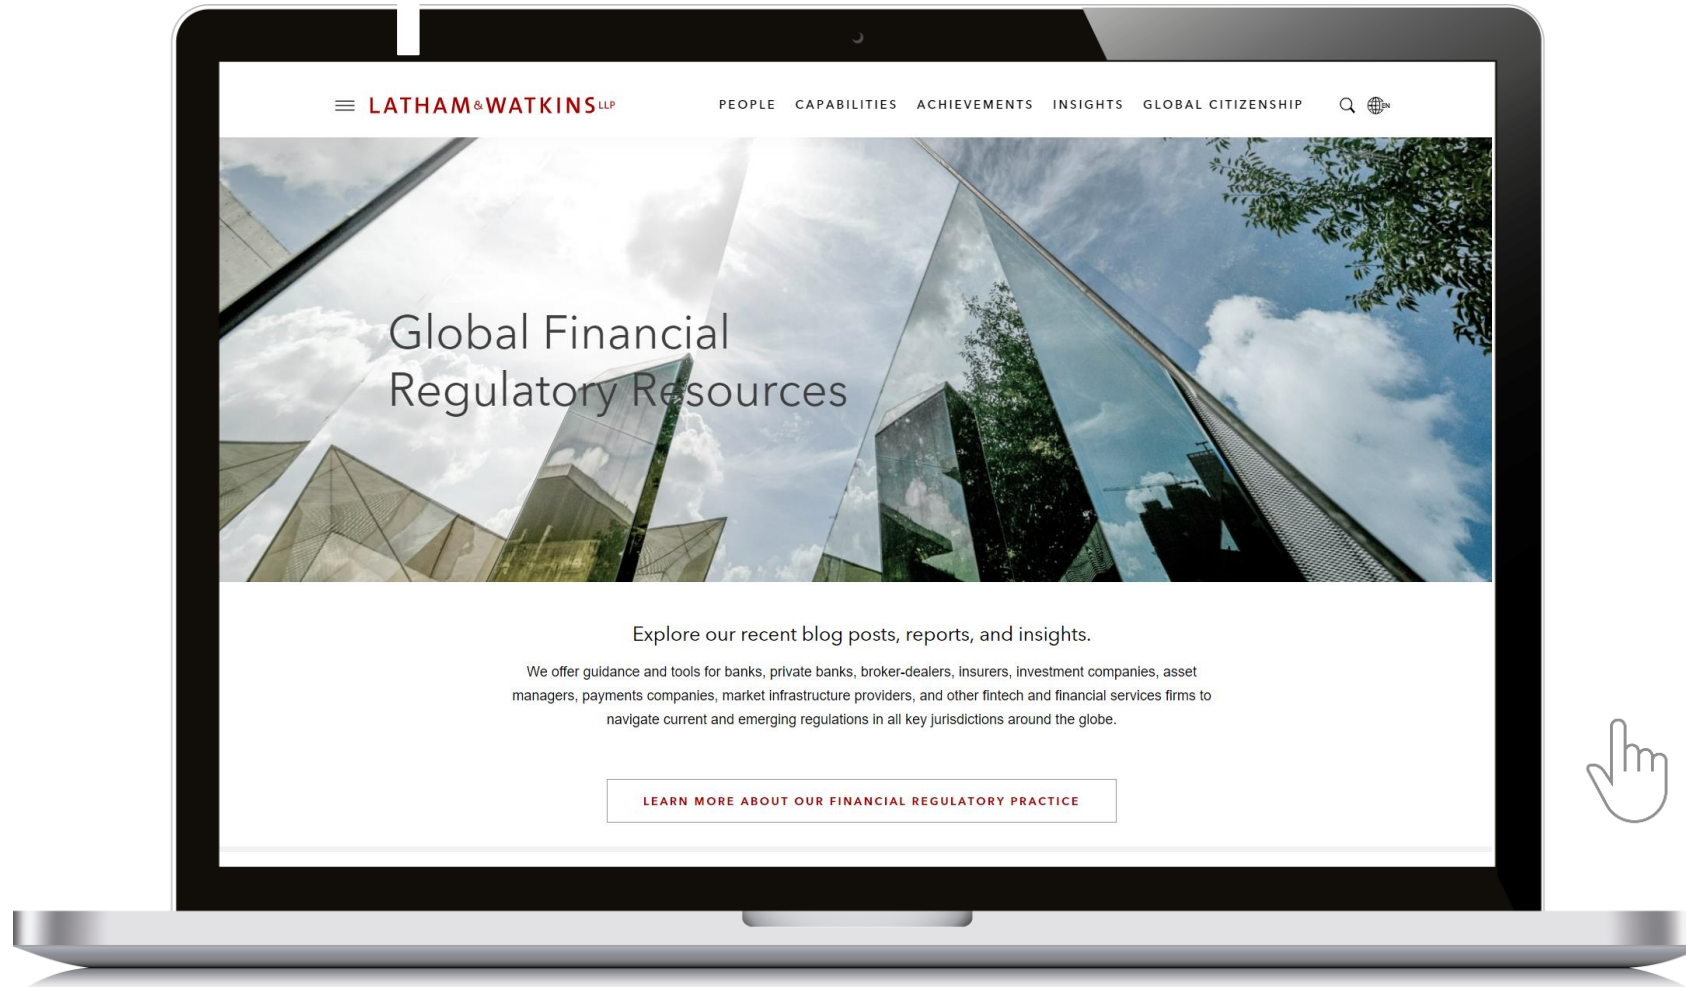 LATHAM&WATKINS LLP
PEOPLE CAPABILITIES ACHIEVEMENTS INSIGHTS GLOBAL CITIZENSHIP EN
Global Financial
Regulatory Resources
Explore our recent blog posts, reports, and insights.
We offer guidance and tools for banks, private banks, broker-dealers, insurers, investment companies, asset
managers, payments companies, market infrastructure providers, and other fintech and financial services firms to
navigate current and emerging regulations in all key jurisdictions around the globe.
LEARN MORE ABOUT OUR FINANCIAL REGULATORY PRACTICE